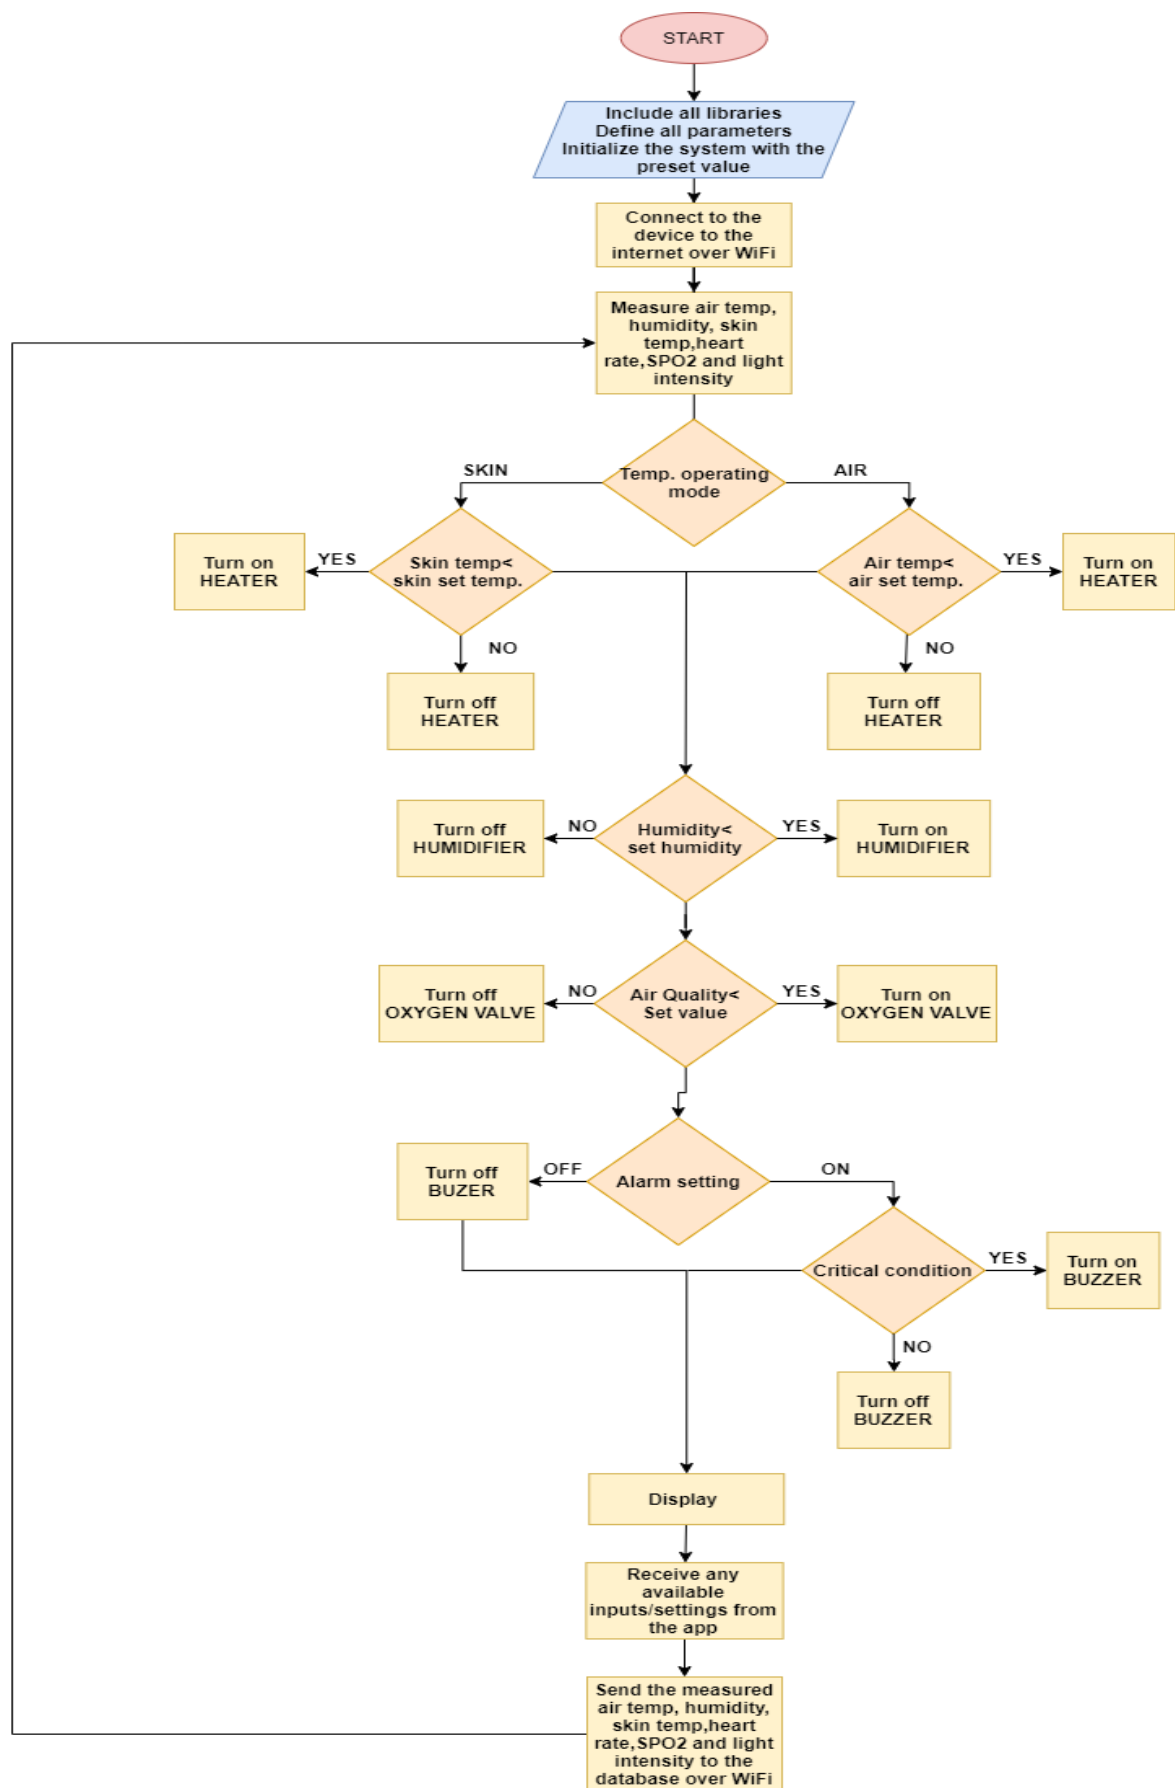 START
Include all libraries
Define all parameters
Initialize the system with the
preset value
Connect to the
device to the
internet over WiFi
Measure air temp,
humidity, skin
temp,heart
rate,SPO2 and light
intensity
SKIN
Temp. operating
mode
AIR
Turn on
HEATER
YES
Skin temp<
skin set temp.
Air temp<
air set temp.
YES
Turn on
HEATER
NO
NO
Turn off
HEATER
Turn off
HEATER
Turn off
HUMIDIFIER
NO
Humidity<
set humidity
YES
Turn on
HUMIDIFIER
Turn off
OXYGEN VALVE
NO
Air Quality<
Set value
YES
Turn on
OXYGEN VALVE
Turn off
BUZER
OFF
Alarm setting
ON
Critical condition
YES
Turn on
BUZZER
NO
Turn off
BUZZER
Display
Receive any
available
inputs/settings from
the app
Send the measured
air temp, humidity,
skin temp,heart
rate,SPO2 and light
intensity to the
database over WiFi